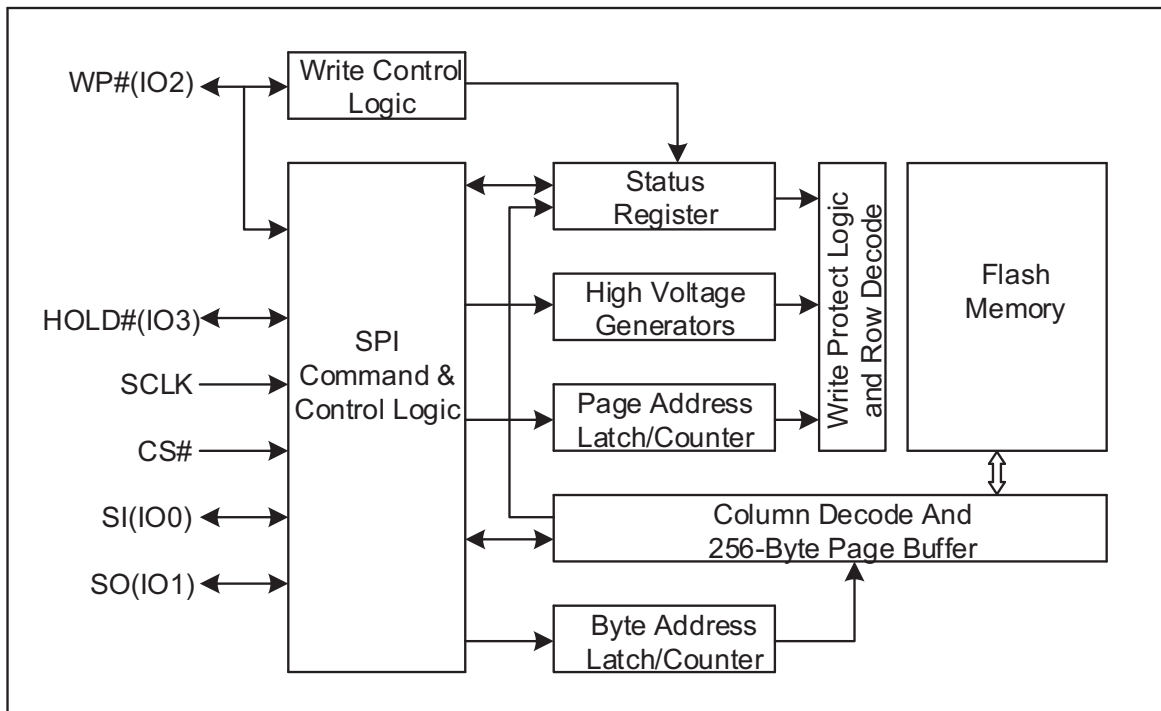 WP#(IO2)
Write Control
Logic
Status
Register
High Voltage
Generators
Page Address
Latch/Counter
Write Protect Logic
and Row Decode
Flash
Memory
HOLD#(IO3)
SCLK
CS#
SI(IO0)
SO(IO1)
SPI
Command &
Control Logic
Column Decode And
256-Byte Page Buffer
Byte Address
Latch/Counter